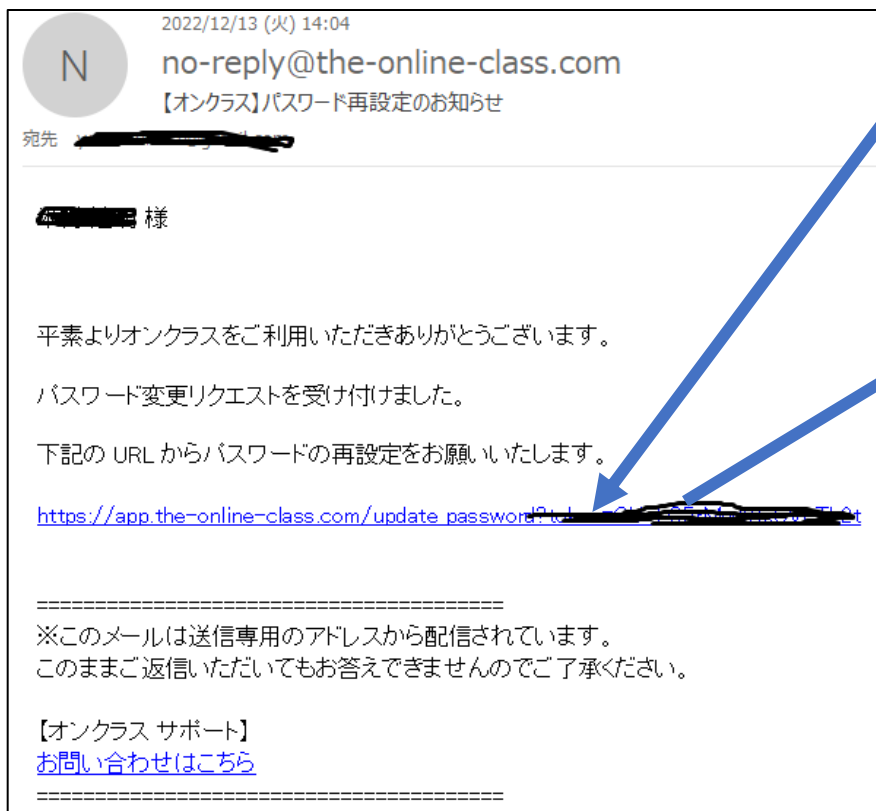 2022/12/13 (火) 14:04
N
no-reply@the-online-class.com
【オンクラス】パスワード再設定のお知らせ
宛先
様
平素よりオンクラスをご利用いただきありがとうございます。
パスワード変更リクエストを受け付けました。
下記の URL からパスワードの再設定をお願いいたします。
https://app.the-online-class.com/update_password?
========================================
※このメールは送信専用のアドレスから配信されています。
このままご返信いただいてもお答えできませんのでご了承ください。
【オンクラス サポート】
お問い合わせはこちら
========================================